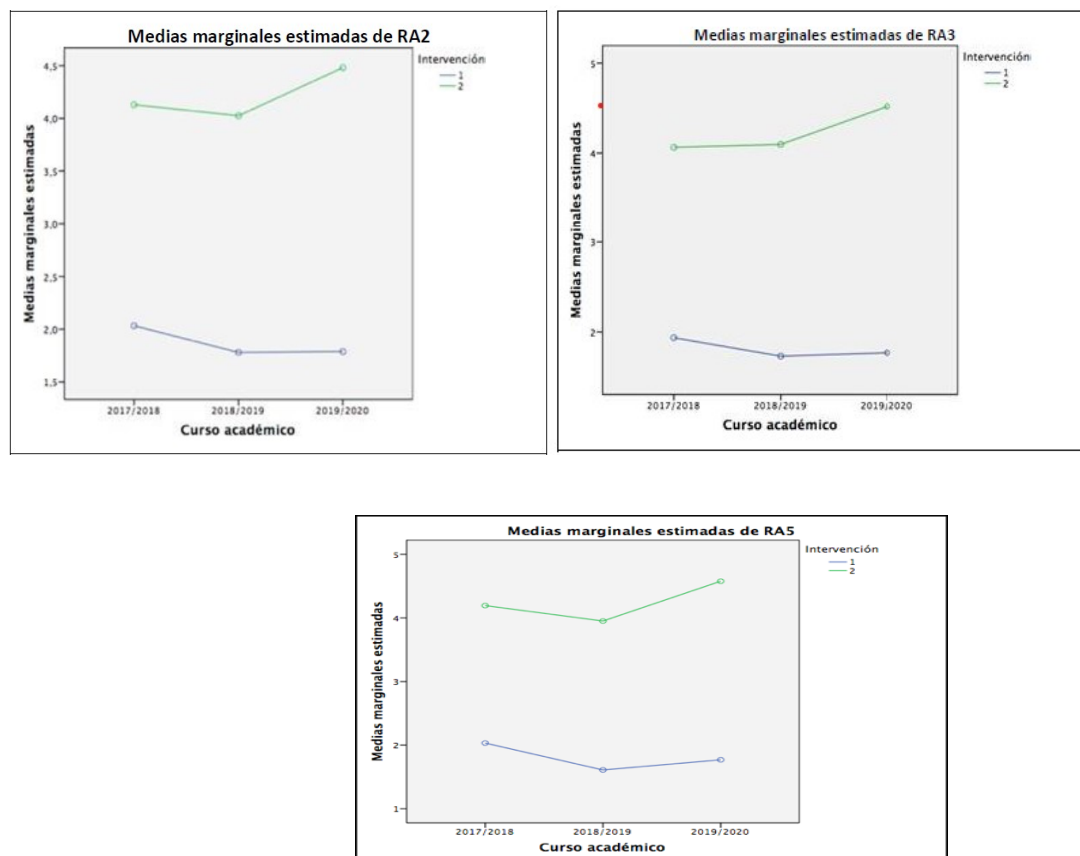 Medias marginales estimadas de RA2
Intervención
1
2
Medias marginales estimadas
4,5
4,0
3,5
3,0
2,5
2,0
1,5
2017/2018
2018/2019
2019/2020
Curso académico
Medias marginales estimadas de RA3
Intervención
1
2
Medias marginales estimadas
5
4
3
2
2017/2018
2018/2019
2019/2020
Curso académico
Medias marginales estimadas de RA5
Intervención
1
2
Medias marginales estimadas
5
4
3
2
1
2017/2018
2018/2019
2019/2020
Curso académico